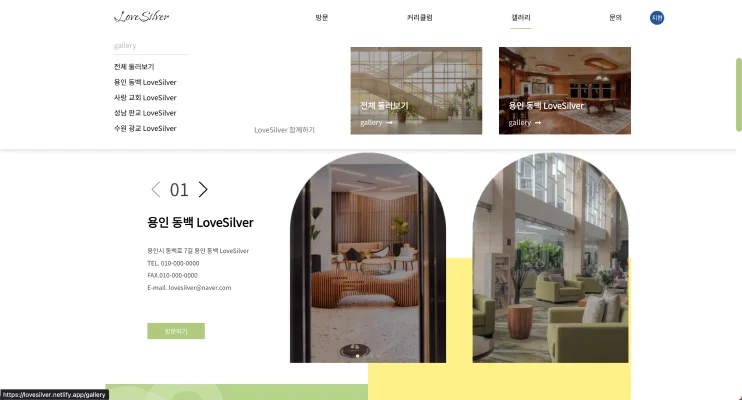 LoveSilver
방문
커리큘럼
갤러리
문의
지현
gallery
전체 둘러보기
용인 동백 LoveSilver
사랑 교회 LoveSilver
성남 판교 LoveSilver
수원 광교 LoveSilver
LoveSilver 함께하기
전체 둘러보기
gallery →
용인 동백 LoveSilver
gallery →
01
용인 동백 LoveSilver
용인시 동백로 7길 용인 동백 LoveSilver
TEL. 010-000-0000
FAX.010-000-0000
E-mail. lovesilver@naver.com
방문하기
https://lovesilver.netlify.app/gallery